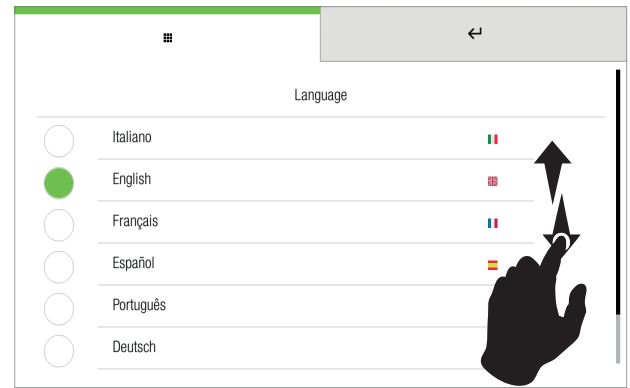 Language
Italiano
English
Français
Español
Português
Deutsch